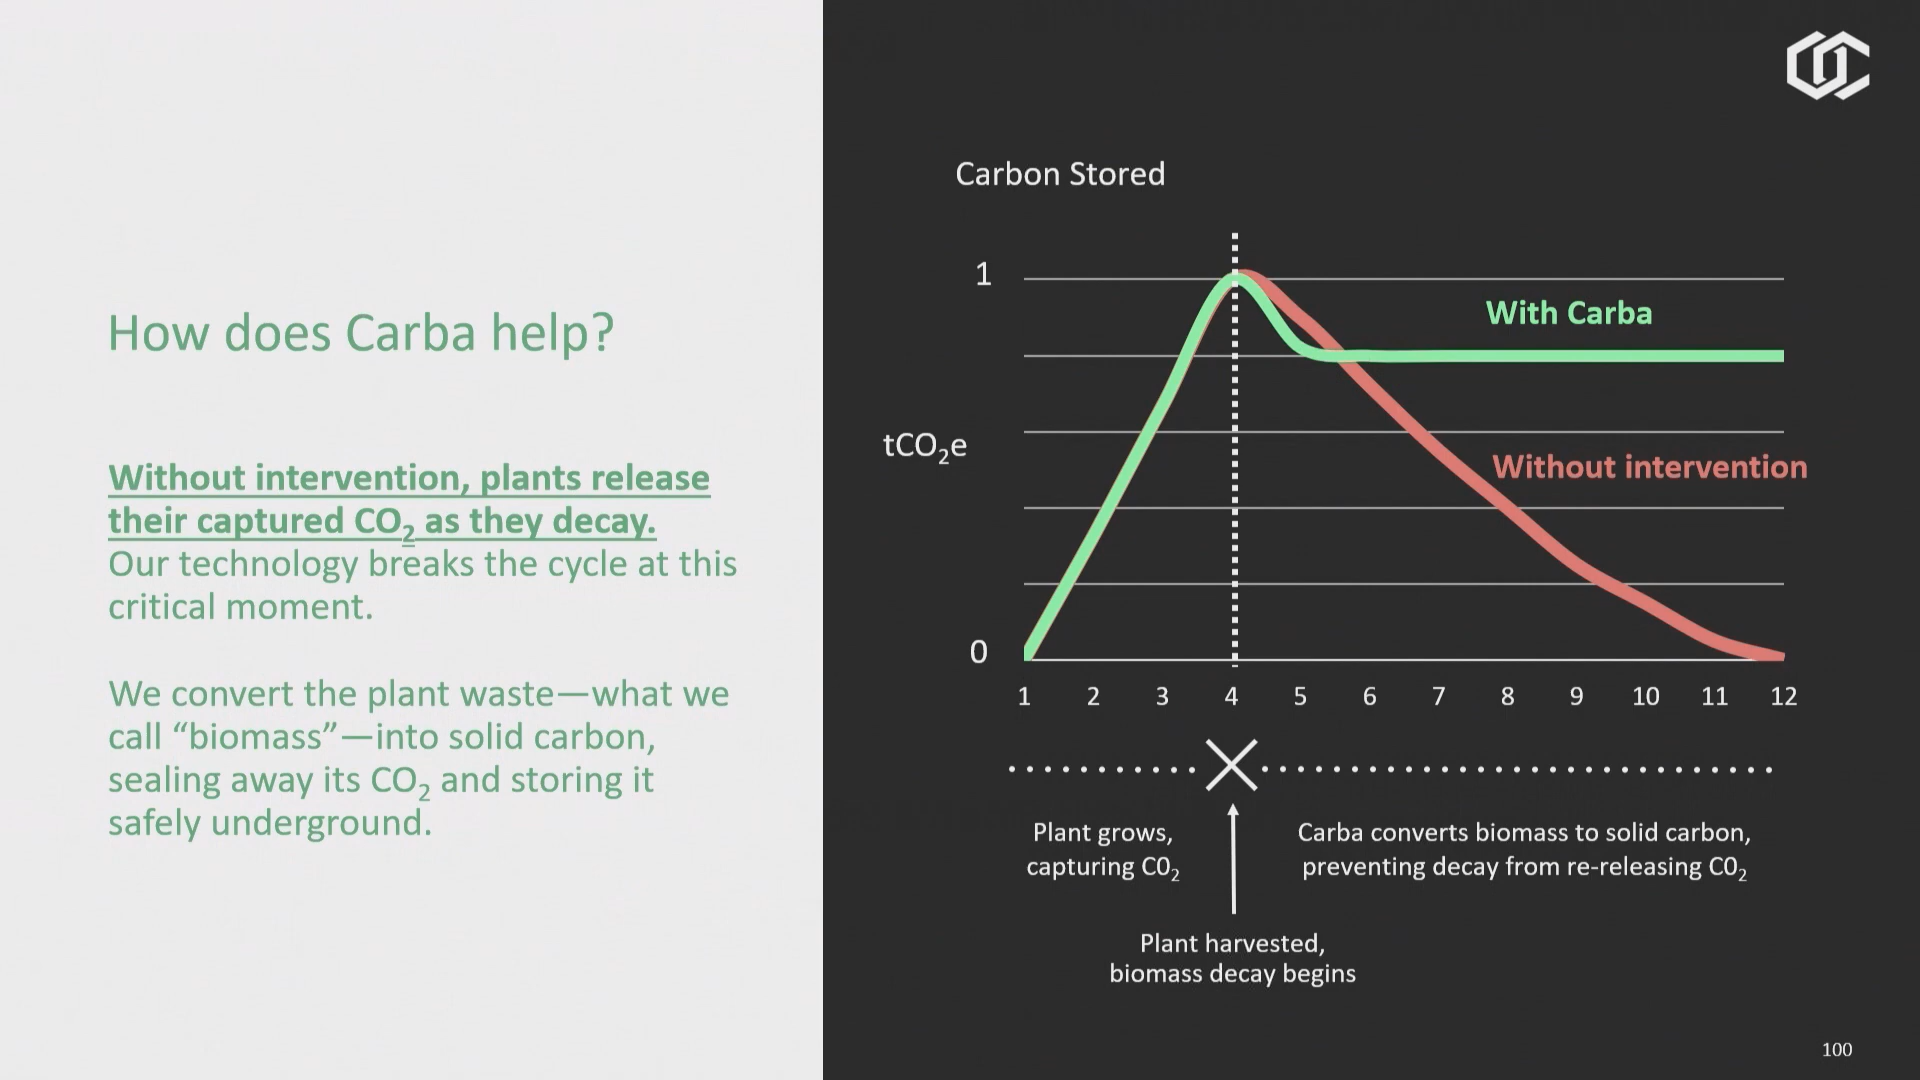 How does Carba help?
Without intervention, plants release
their captured CO₂ as they decay.
Our technology breaks the cycle at this
critical moment.
We convert the plant waste—what we
call “biomass”—into solid carbon,
sealing away its CO₂ and storing it
safely underground.
Carbon Stored
1
With Carba
tCO₂e
Without intervention
0
1 2 3 4 5 6 7 8 9 10 11 12
Plant grows,
capturing C0₂
Carba converts biomass to solid carbon,
preventing decay from re-releasing C0₂
Plant harvested,
biomass decay begins
100